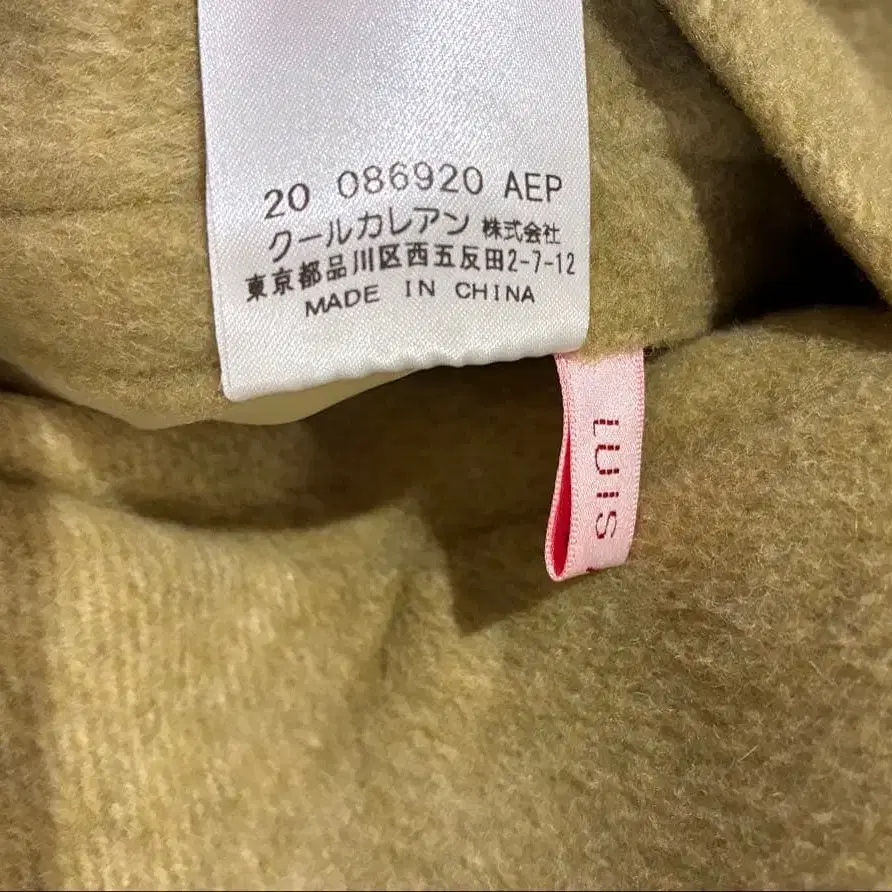 20 086920 AEP
クールカレアン 株式会社
東京都品川区西五反田2-7-12
MADE IN CHINA
LUIS